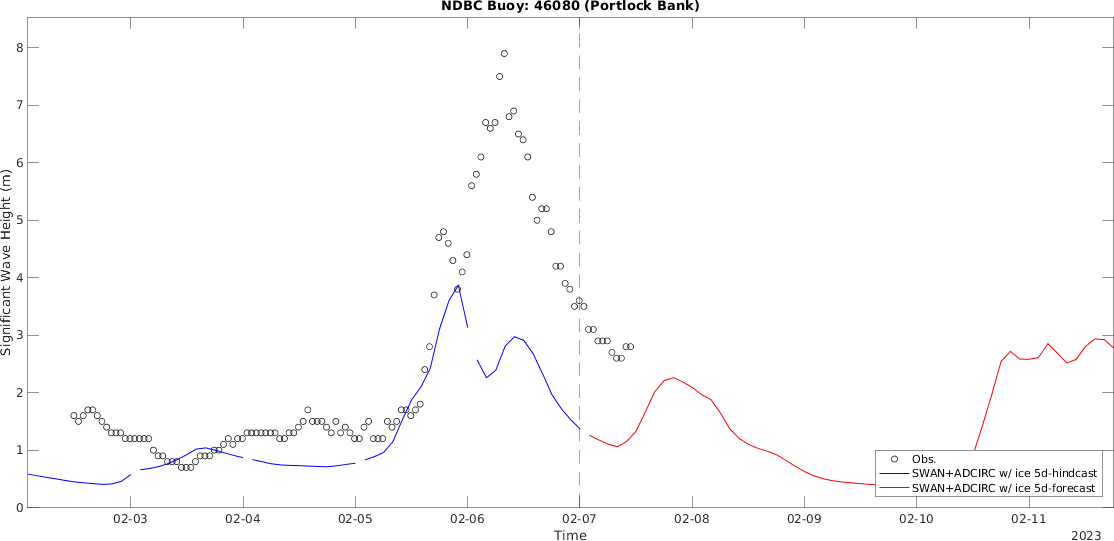 NDBC Buoy: 46080 (Portlock Bank)
8
7
6
5
4
3
2
1
0
Significant Wave Height (m)
Obs.
SWAN+ADCIRC w/ ice 5d-hindcast
SWAN+ADCIRC w/ ice 5d-forecast
02-03 02-04 02-05 02-06 02-07 02-08 02-09 02-10 02-11
Time
2023